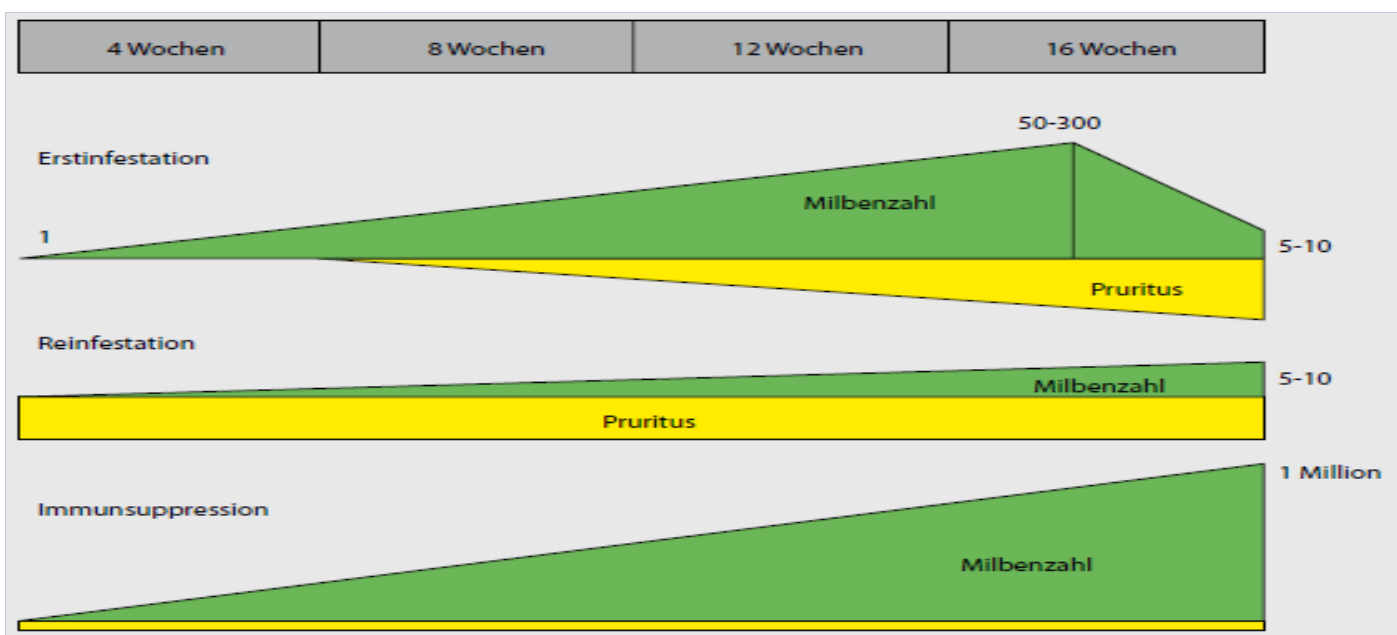 4 Wochen 8 Wochen 12 Wochen 16 Wochen
50-300
Erstinfestation
Milbenzahl
1
5-10
Pruritus
Reinfestation
5-10
Milbenzahl
Pruritus
1 Million
Immunsuppression
Milbenzahl